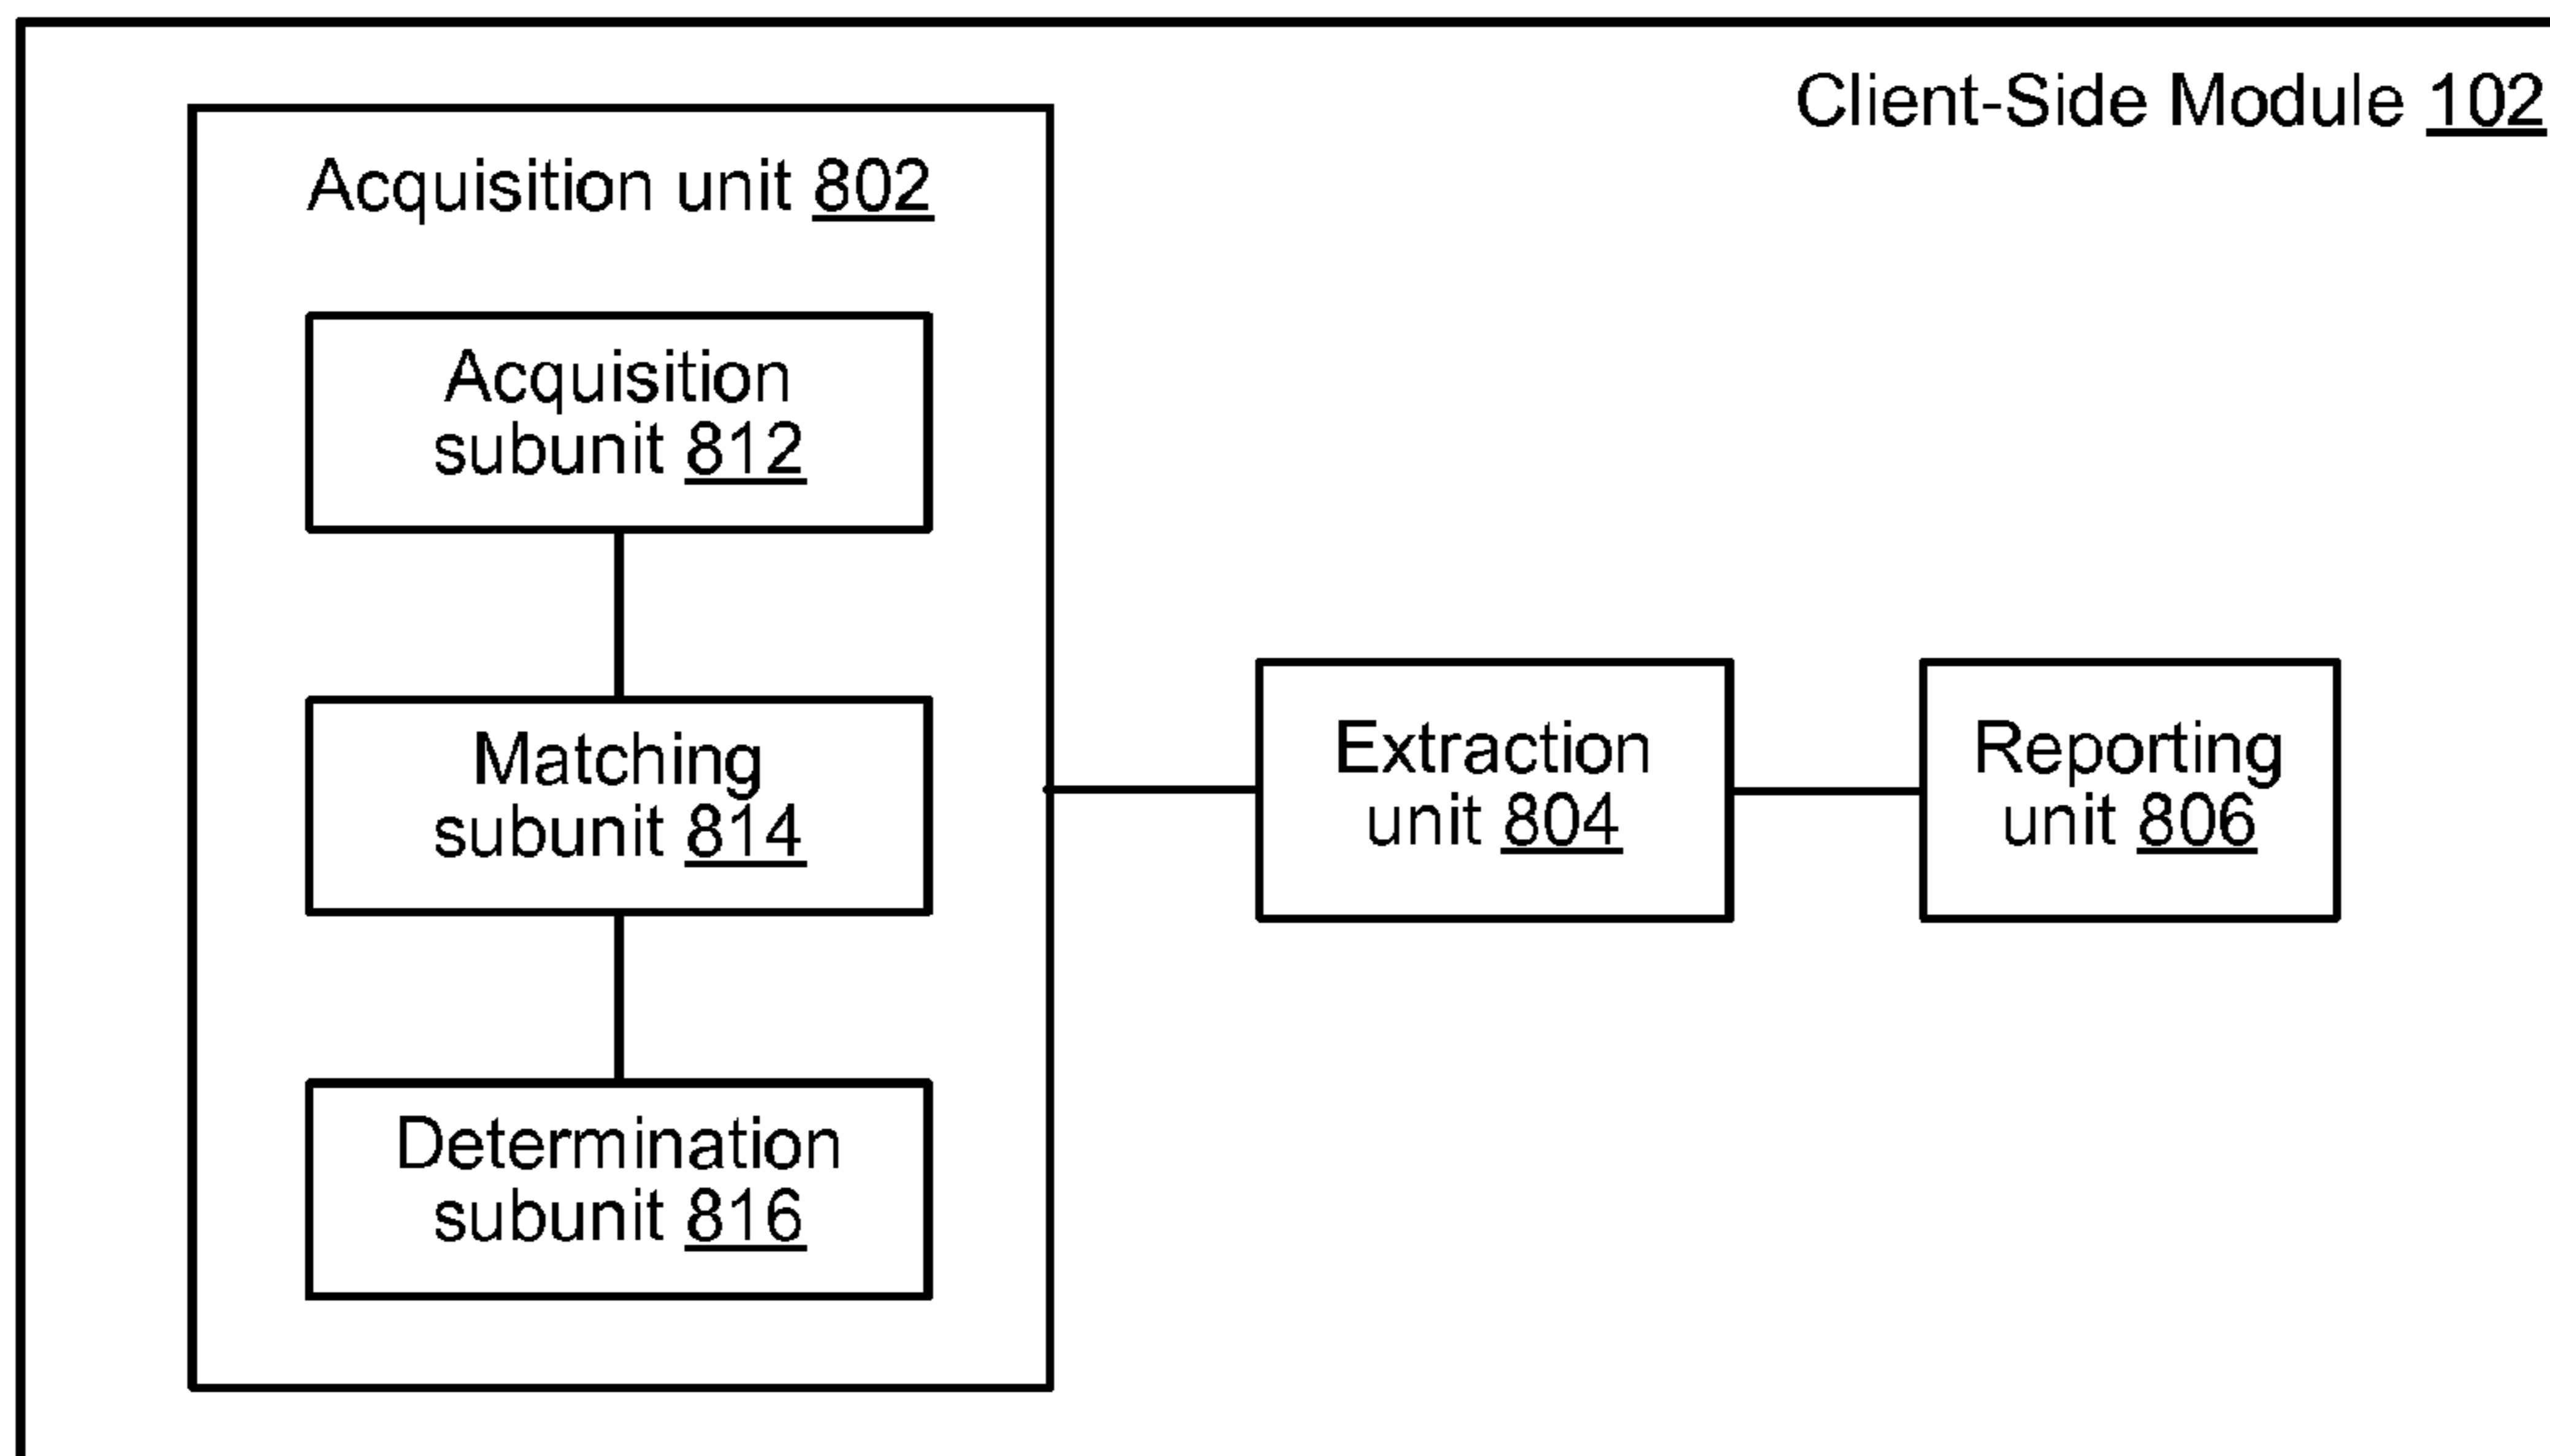 Client-Side Module 102
Acquisition unit 802
Acquisition
subunit 812
Matching
subunit 814
Determination
subunit 816
Extraction
unit 804
Reporting
unit 806